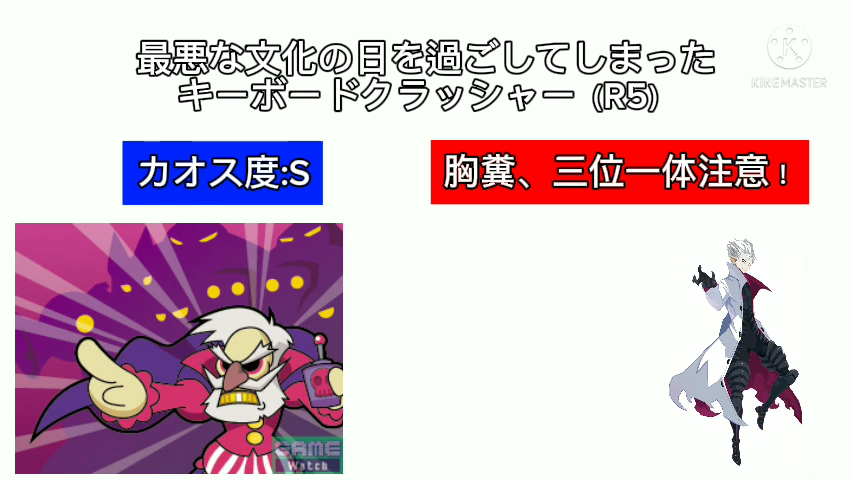 最悪な文化の日を過ごしてしまった
キーボードクラッシャー (R5)
KINEMASTER
カオス度:S
胸糞、三位一体注意！
GAME
Watch